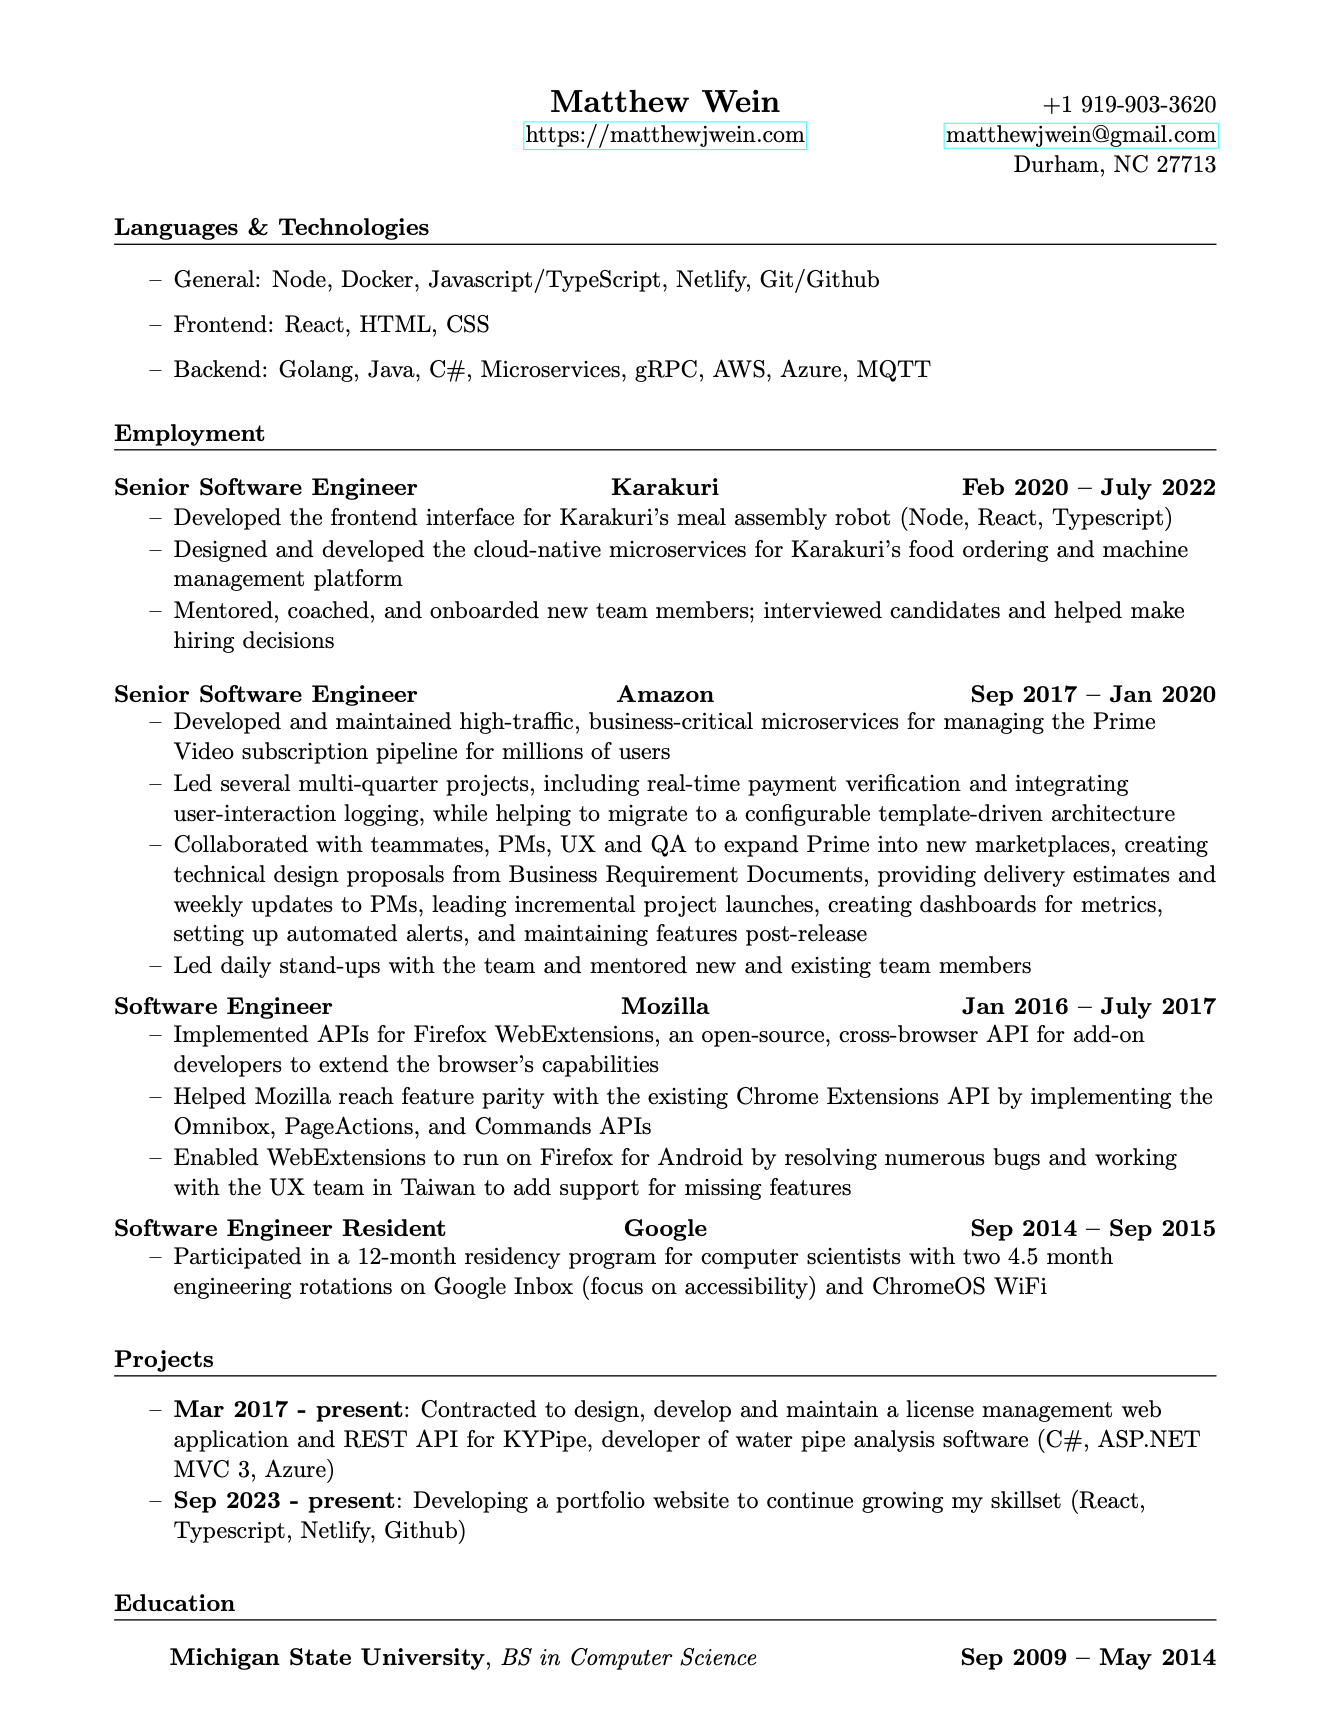 Matthew Wein
https://matthewjwein.com
+1 919-903-3620
matthewjwein@gmail.com
Durham, NC 27713
Languages & Technologies
– General: Node, Docker, Javascript/TypeScript, Netlify, Git/Github
– Frontend: React, HTML, CSS
– Backend: Golang, Java, C#, Microservices, gRPC, AWS, Azure, MQTT
Employment
Senior Software Engineer Karakuri Feb 2020 – July 2022
– Developed the frontend interface for Karakuri's meal assembly robot (Node, React, Typescript)
– Designed and developed the cloud-native microservices for Karakuri's food ordering and machine
management platform
– Mentored, coached, and onboarded new team members; interviewed candidates and helped make
hiring decisions
Senior Software Engineer Amazon Sep 2017 – Jan 2020
– Developed and maintained high-traffic, business-critical microservices for managing the Prime
Video subscription pipeline for millions of users
– Led several multi-quarter projects, including real-time payment verification and integrating
user-interaction logging, while helping to migrate to a configurable template-driven architecture
– Collaborated with teammates, PMs, UX and QA to expand Prime into new marketplaces, creating
technical design proposals from Business Requirement Documents, providing delivery estimates and
weekly updates to PMs, leading incremental project launches, creating dashboards for metrics,
setting up automated alerts, and maintaining features post-release
– Led daily stand-ups with the team and mentored new and existing team members
Software Engineer Mozilla Jan 2016 – July 2017
– Implemented APIs for Firefox WebExtensions, an open-source, cross-browser API for add-on
developers to extend the browser's capabilities
– Helped Mozilla reach feature parity with the existing Chrome Extensions API by implementing the
Omnibox, PageActions, and Commands APIs
– Enabled WebExtensions to run on Firefox for Android by resolving numerous bugs and working
with the UX team in Taiwan to add support for missing features
Software Engineer Resident Google Sep 2014 – Sep 2015
– Participated in a 12-month residency program for computer scientists with two 4.5 month
engineering rotations on Google Inbox (focus on accessibility) and ChromeOS WiFi
Projects
– Mar 2017 - present: Contracted to design, develop and maintain a license management web
application and REST API for KYPipe, developer of water pipe analysis software (C#, ASP.NET
MVC 3, Azure)
– Sep 2023 - present: Developing a portfolio website to continue growing my skillset (React,
Typescript, Netlify, Github)
Education
Michigan State University, BS in Computer Science Sep 2009 – May 2014